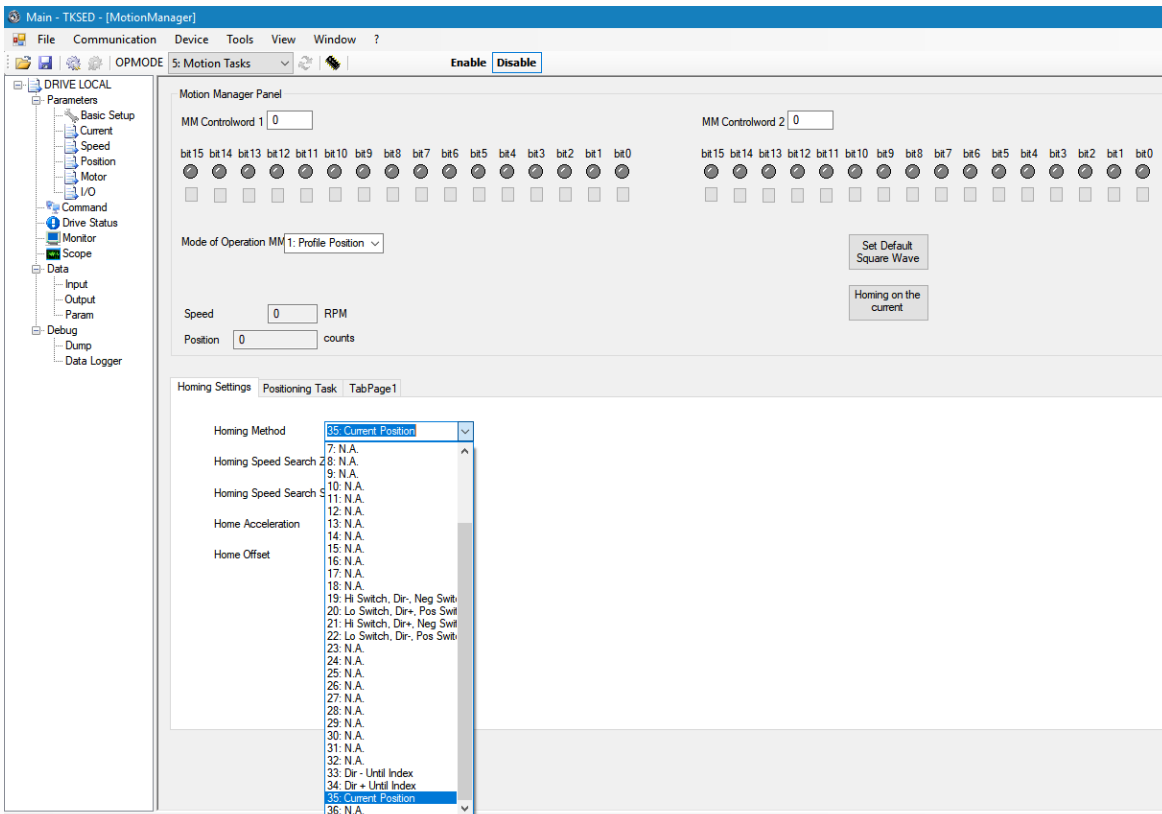 Main - TKSED - [MotionManager]
File Communication Device Tools View Window ?
OPMODE 5: Motion Tasks Enable Disable
DRIVE LOCAL
Parameters
Basic Setup
Current
Speed
Position
Motor
I/O
Command
Drive Status
Monitor
Scope
Data
Input
Output
Param
Debug
Dump
Data Logger
Motion Manager Panel
MM Controlword 1 0
MM Controlword 2 0
bit15 bit14 bit13 bit12 bit11 bit10 bit9 bit8 bit7 bit6 bit5 bit4 bit3 bit2 bit1 bit0
bit15 bit14 bit13 bit12 bit11 bit10 bit9 bit8 bit7 bit6 bit5 bit4 bit3 bit2 bit1 bit0
Mode of Operation MM 1: Profile Position
Set Default
Square Wave
Homing on the
current
Speed 0 RPM
Position 0 counts
Homing Settings Positioning Task TabPage1
Homing Method 35: Current Position
Homing Speed Search Z
Homing Speed Search S
Home Acceleration
Home Offset
7: N.A.
8: N.A.
9: N.A.
10: N.A.
11: N.A.
12: N.A.
13: N.A.
14: N.A.
15: N.A.
16: N.A.
17: N.A.
18: N.A.
19: Hi Switch, Dir-, Neg Swit
20: Lo Switch, Dir+, Pos Swit
21: Hi Switch, Dir+, Neg Swit
22: Lo Switch, Dir-, Pos Swit
23: N.A.
24: N.A.
25: N.A.
26: N.A.
27: N.A.
28: N.A.
29: N.A.
30: N.A.
31: N.A.
32: N.A.
33: Dir - Until Index
34: Dir + Until Index
35: Current Position
36: N.A.